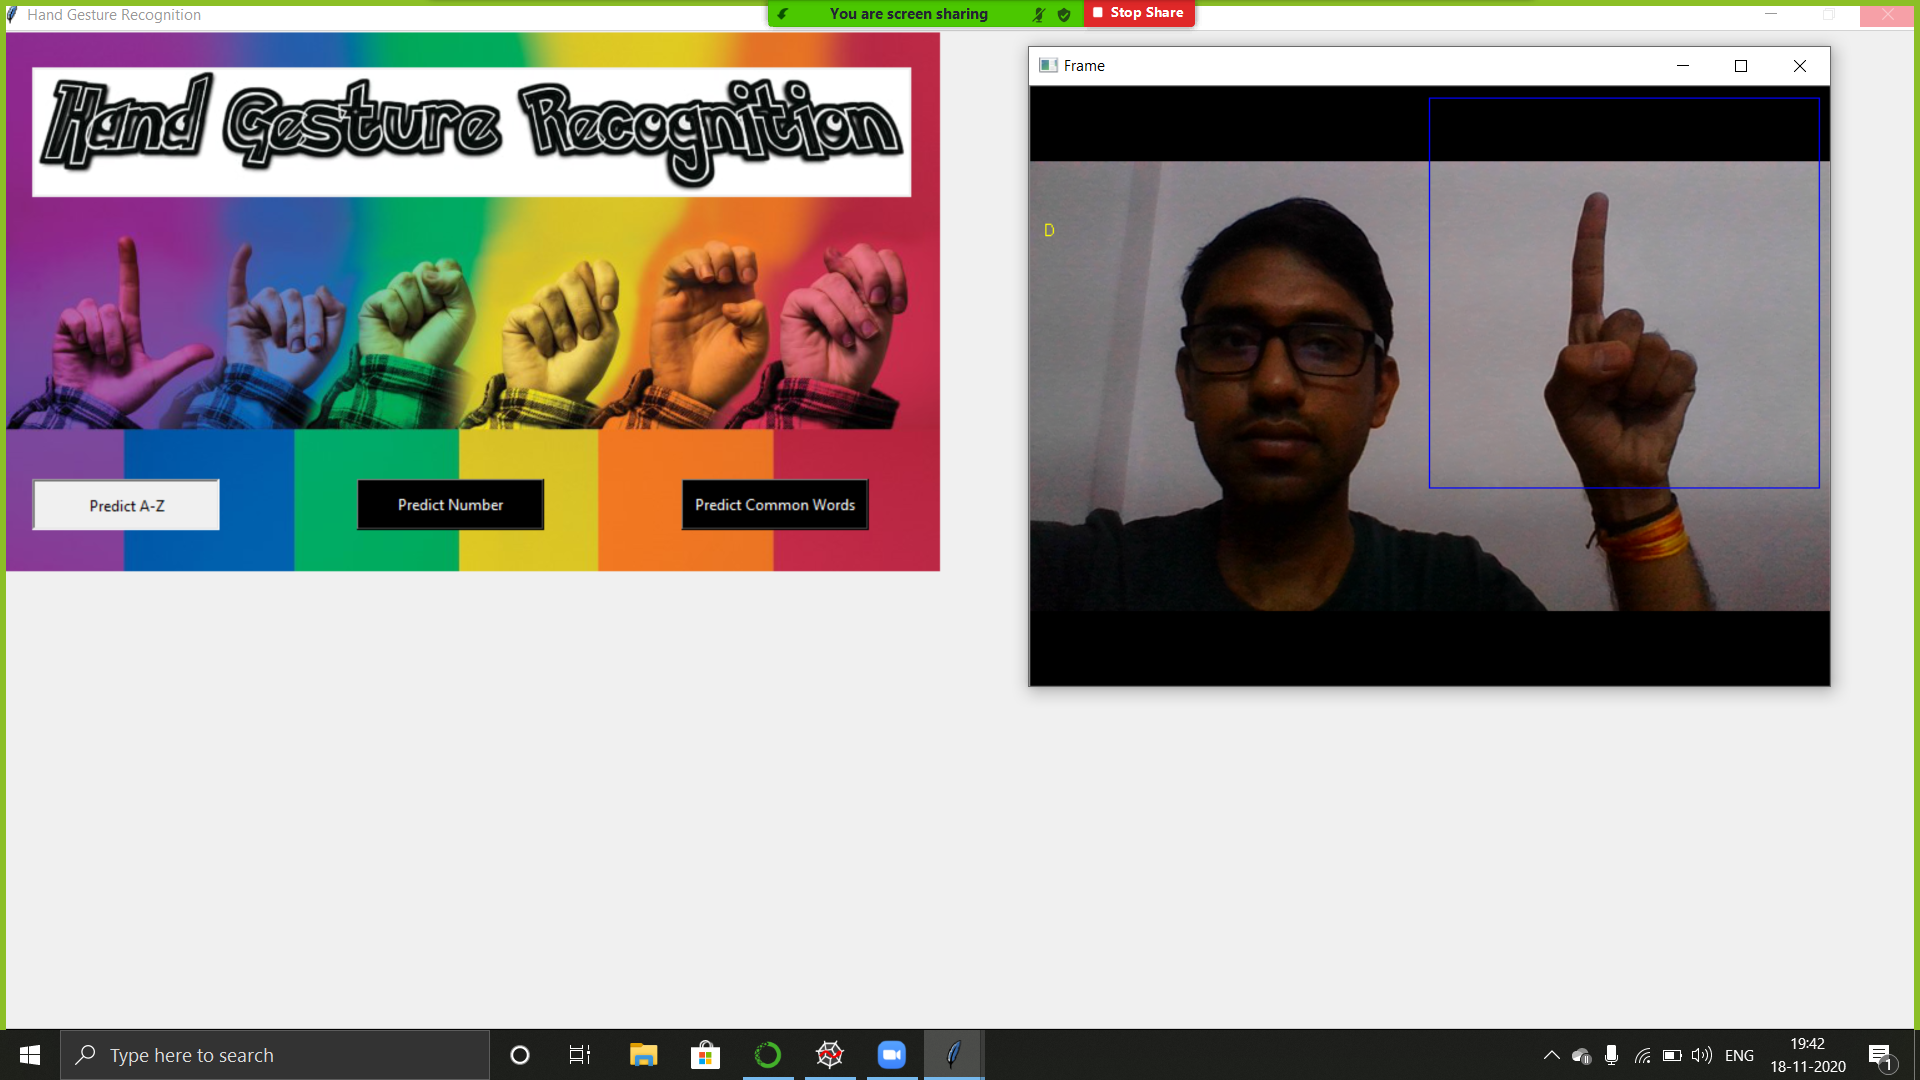 Hand Gesture Recognition
You are screen sharing
Stop Share
Hand Gesture Recognition
Frame
D
Predict A-Z
Predict Number
Predict Common Words
Type here to search
ENG
19:42
18-11-2020
1